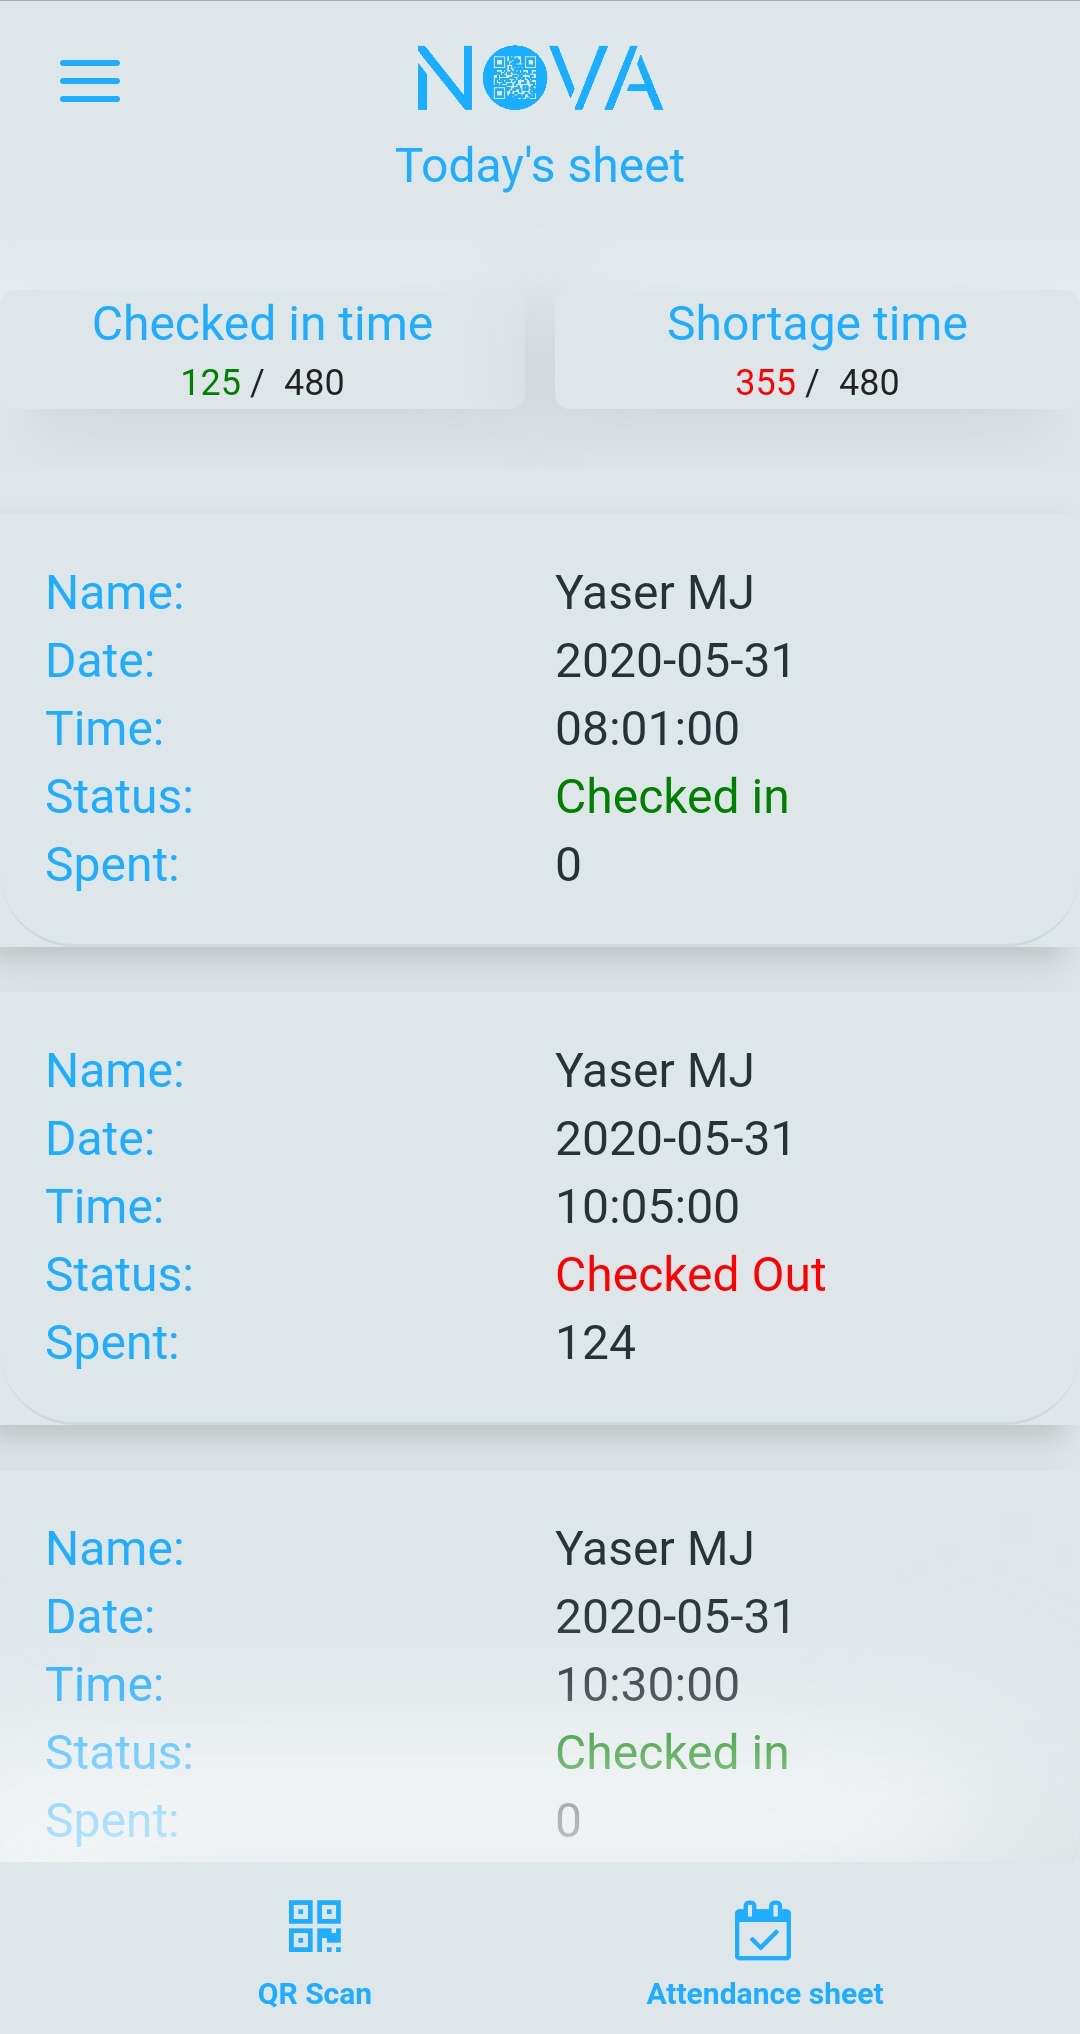 NOVA
Today's sheet
Checked in time
125 / 480
Shortage time
355 / 480
Name: Yaser MJ
Date: 2020-05-31
Time: 08:01:00
Status: Checked in
Spent: 0
Name: Yaser MJ
Date: 2020-05-31
Time: 10:05:00
Status: Checked Out
Spent: 124
Name: Yaser MJ
Date: 2020-05-31
Time: 10:30:00
Status: Checked in
Spent: 0
QR Scan
Attendance sheet